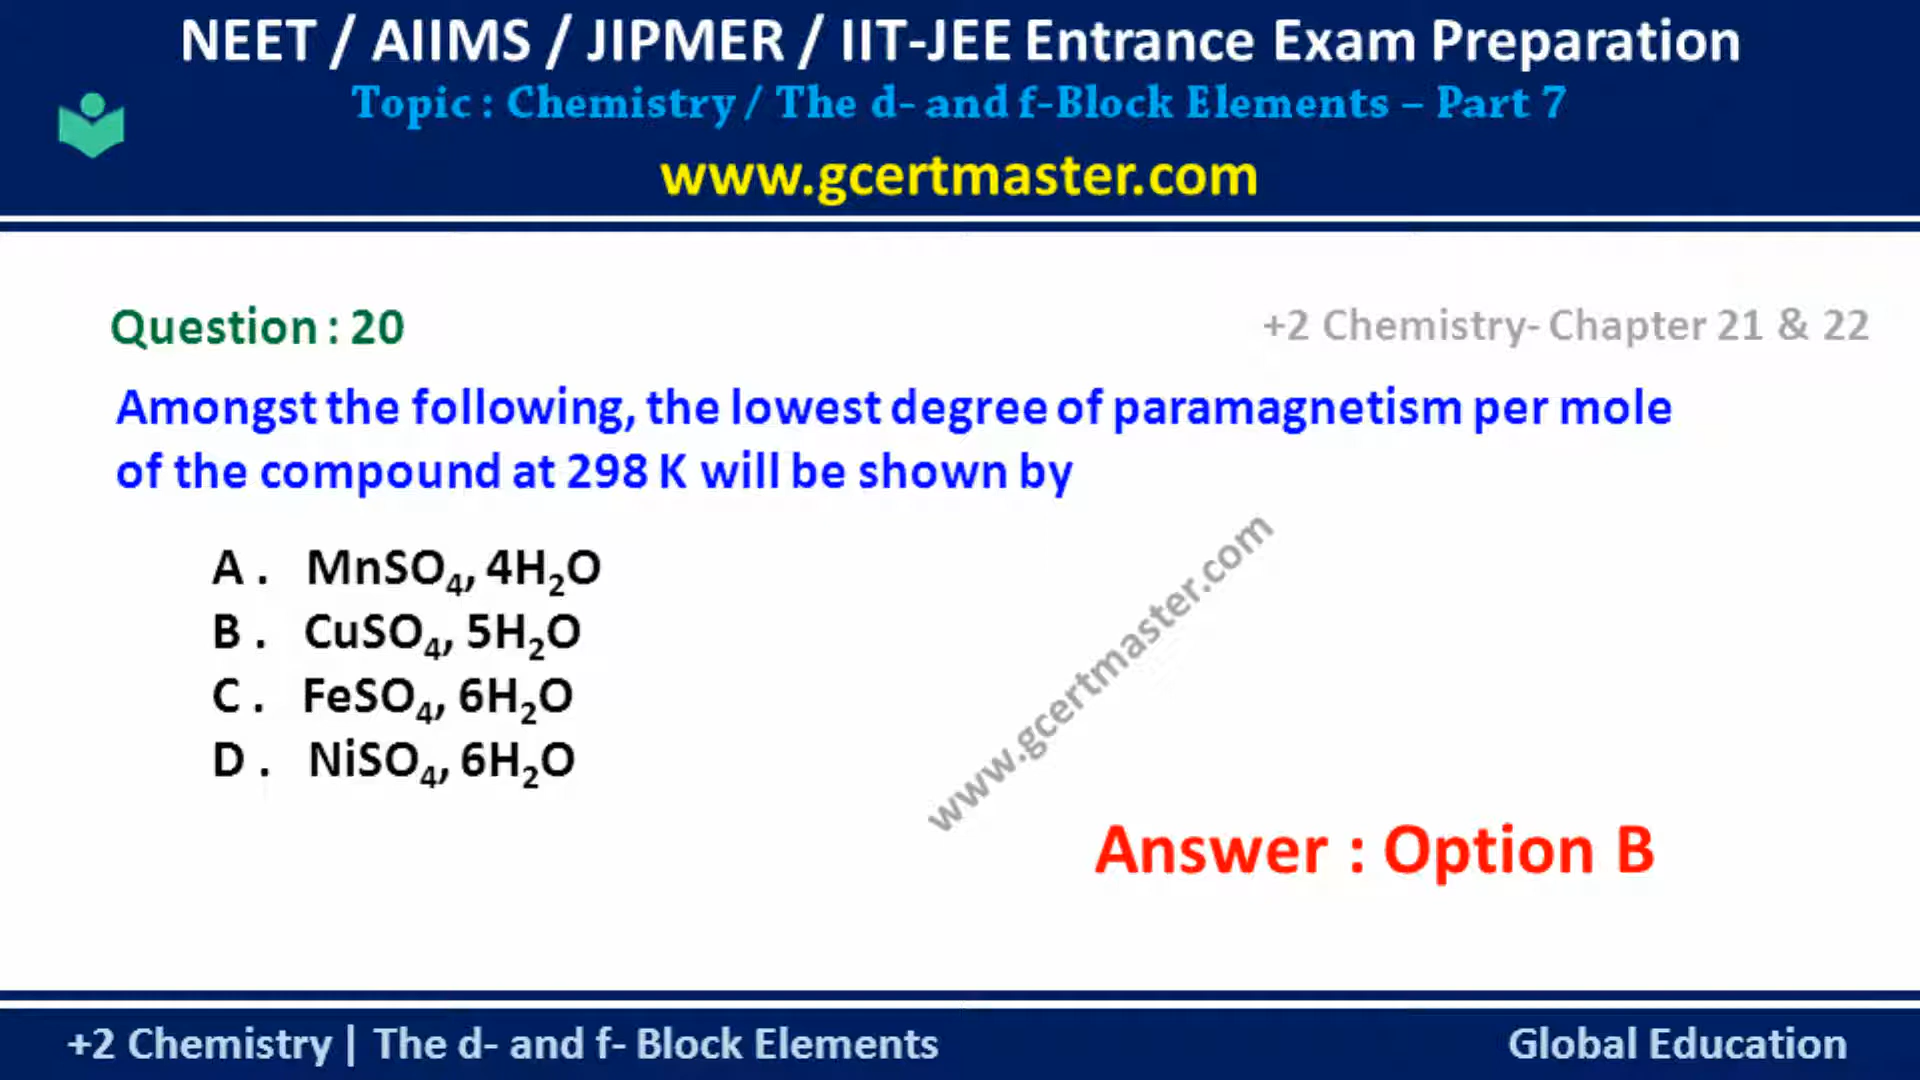 NEET / AIIMS / JIPMER / IIT-JEE Entrance Exam Preparation
Topic : Chemistry / The d- and f-Block Elements – Part 7
www.gcertmaster.com
Question : 20
+2 Chemistry- Chapter 21 & 22
Amongst the following, the lowest degree of paramagnetism per mole
of the compound at 298 K will be shown by
A . MnSO₄, 4H₂O
B . CuSO₄, 5H₂O
C . FeSO₄, 6H₂O
D . NiSO₄, 6H₂O
www.gcertmaster.com
Answer : Option B
+2 Chemistry | The d- and f- Block Elements
Global Education